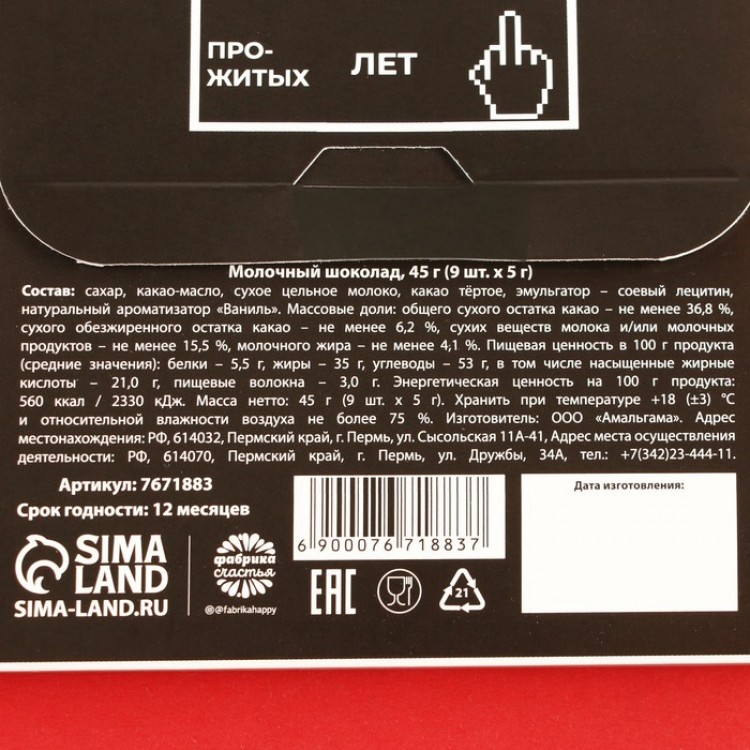 ПРО-
ЖИТЫХ
ЛЕТ
Молочный шоколад, 45 г (9 шт. х 5 г)
Состав: сахар, какао-масло, сухое цельное молоко, какао тёртое, эмульгатор – соевый лецитин,
натуральный ароматизатор «Ваниль». Массовые доли: общего сухого остатка какао – не менее 36,8 %,
сухого обезжиренного остатка какао – не менее 6,2 %, сухих веществ молока и/или молочных
продуктов – не менее 15,5 %, молочного жира – не менее 4,1 %. Пищевая ценность в 100 г продукта
(средние значения): белки – 5,5 г, жиры – 35 г, углеводы – 53 г, в том числе насыщенные жирные
кислоты – 21,0 г, пищевые волокна – 3,0 г. Энергетическая ценность на 100 г продукта:
560 ккал / 2330 кДж. Масса нетто: 45 г (9 шт. х 5 г). Хранить при температуре +18 (±3) °С
и относительной влажности воздуха не более 75 %. Изготовитель: ООО «Амальгама». Адрес
местонахождения: РФ, 614032, Пермский край, г. Пермь, ул. Сысольская 11А-41, Адрес места осуществления
деятельности: РФ, 614070, Пермский край, г. Пермь, ул. Дружбы, 34А, тел.: +7(342)23-444-11.
Артикул: 7671883
Срок годности: 12 месяцев
SIMA
LAND
SIMA-LAND.RU
фабрика
счастья
@fabrikahappy
6 900076 718837
ЕАС
21
Дата изготовления: